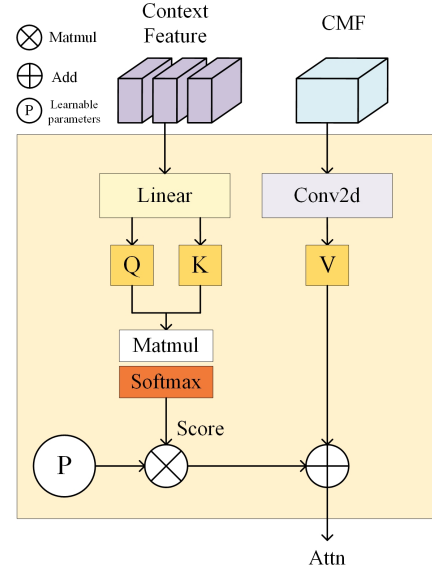 Context
Feature
CMF
Matmul
Add
P
Learnable
parameters
Linear
Conv2d
Q
K
V
Matmul
Softmax
Score
P
Attn